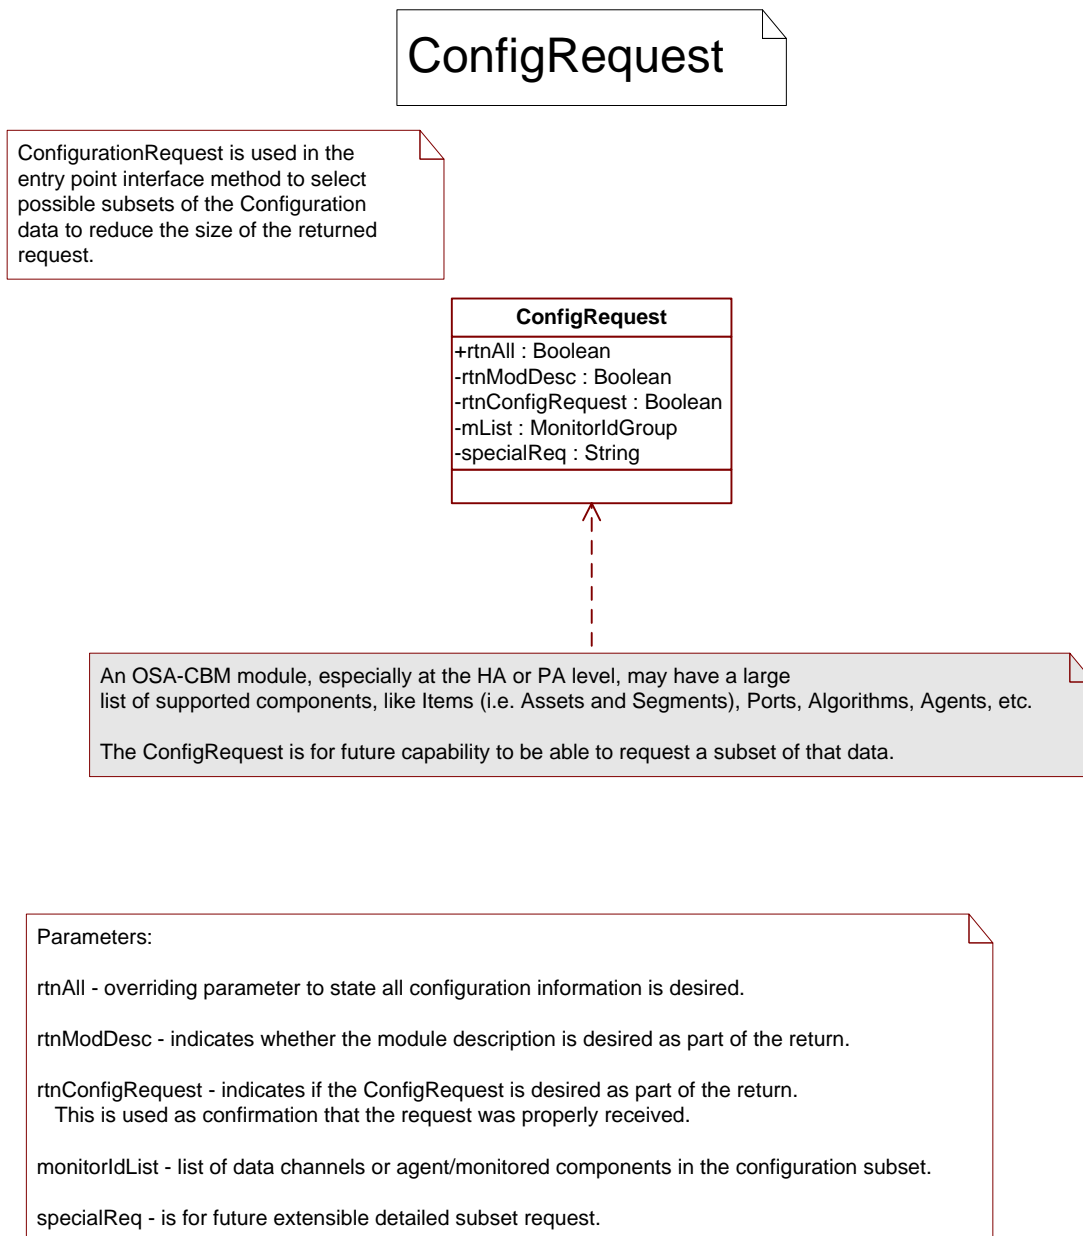 ConfigRequest
ConfigurationRequest is used in the
entry point interface method to select
possible subsets of the Configuration
data to reduce the size of the returned
request.
ConfigRequest
+rtnAll : Boolean
-rtnModDesc : Boolean
-rtnConfigRequest : Boolean
-mList : MonitorIdGroup
-specialReq : String
An OSA-CBM module, especially at the HA or PA level, may have a large
list of supported components, like Items (i.e. Assets and Segments), Ports, Algorithms, Agents, etc.
The ConfigRequest is for future capability to be able to request a subset of that data.
Parameters:
rtnAll - overriding parameter to state all configuration information is desired.
rtnModDesc - indicates whether the module description is desired as part of the return.
rtnConfigRequest - indicates if the ConfigRequest is desired as part of the return.
This is used as confirmation that the request was properly received.
monitorIdList - list of data channels or agent/monitored components in the configuration subset.
specialReq - is for future extensible detailed subset request.